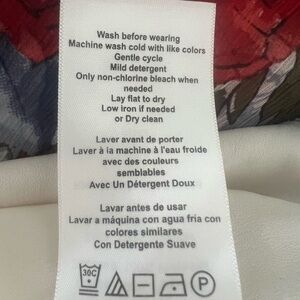 Wash before wearing
Machine wash cold with like colors
Gentle cycle
Mild detergent
Only non-chlorine bleach when
needed
Lay flat to dry
Low iron if needed
or Dry clean
Laver avant de porter
Laver à la machine à l'eau froide
avec des couleurs
semblables
Avec Un Détergent Doux
Lavar antes de usar
Lavar a máquina con agua fria con
colores similares
Con Detergente Suave
30C
P